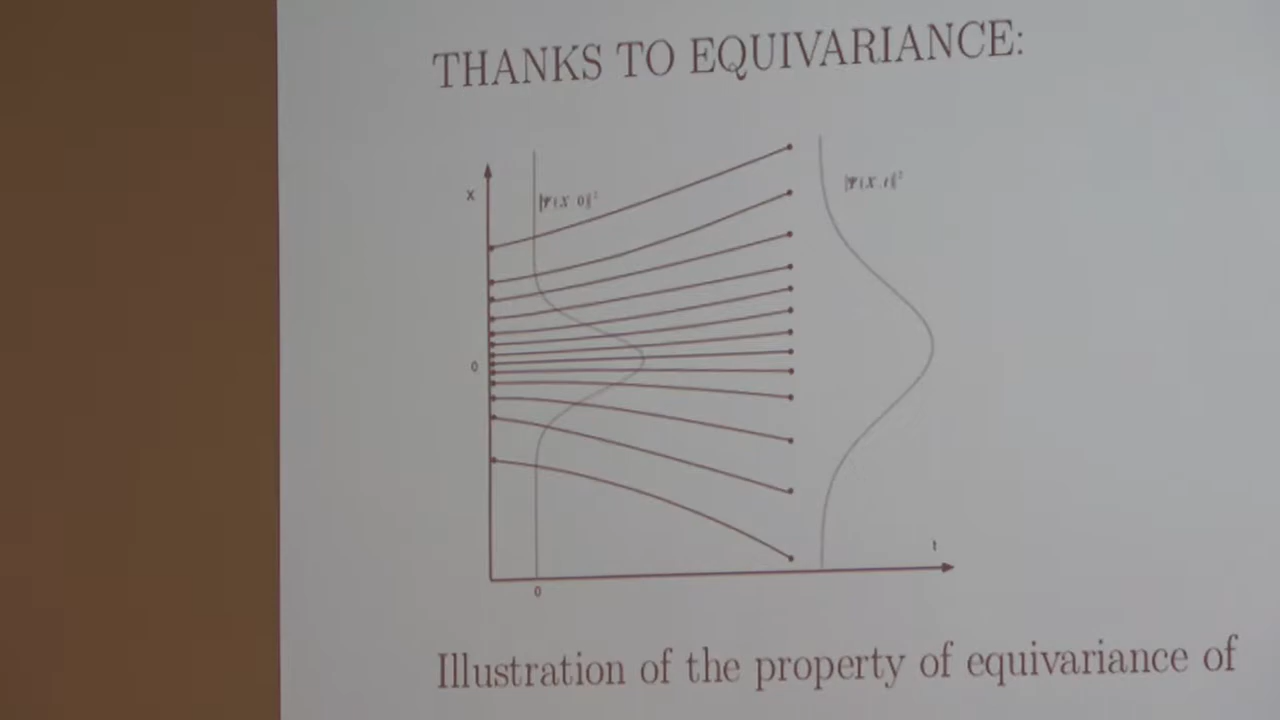 THANKS TO EQUIVARIANCE:
x
|Ψ(X, 0)|²
|Ψ(X, t)|²
0
t
0
Illustration of the property of equivariance of